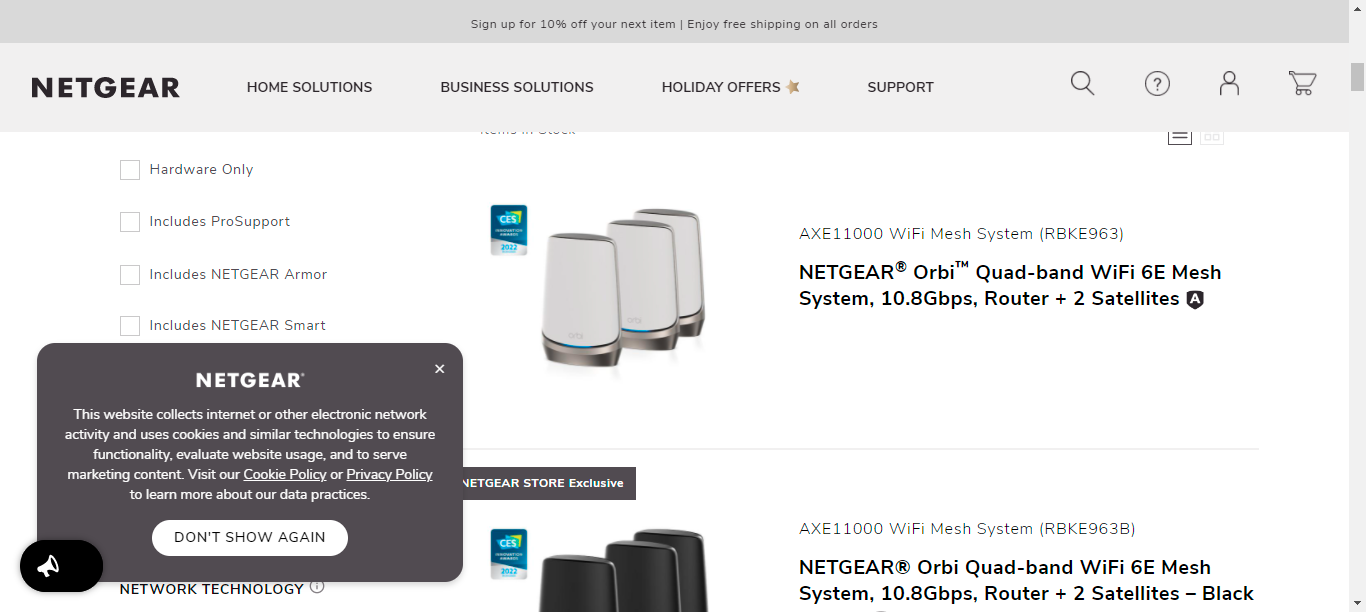 Sign up for 10% off your next item | Enjoy free shipping on all orders
NETGEAR
HOME SOLUTIONS
BUSINESS SOLUTIONS
HOLIDAY OFFERS
SUPPORT
?
Items In Stock
Hardware Only
Includes ProSupport
Includes NETGEAR Armor
Includes NETGEAR Smart
CES
INNOVATION
AWARDS
2022
orbi
orbi
AXE11000 WiFi Mesh System (RBKE963)
NETGEAR® Orbi™ Quad-band WiFi 6E Mesh
System, 10.8Gbps, Router + 2 Satellites A
NETGEAR®
×
This website collects internet or other electronic network
activity and uses cookies and similar technologies to ensure
functionality, evaluate website usage, and to serve
marketing content. Visit our Cookie Policy or Privacy Policy
to learn more about our data practices.
DON'T SHOW AGAIN
NETWORK TECHNOLOGY
NETGEAR STORE Exclusive
CES
INNOVATION
AWARDS
2022
AXE11000 WiFi Mesh System (RBKE963B)
NETGEAR® Orbi Quad-band WiFi 6E Mesh
System, 10.8Gbps, Router + 2 Satellites – Black